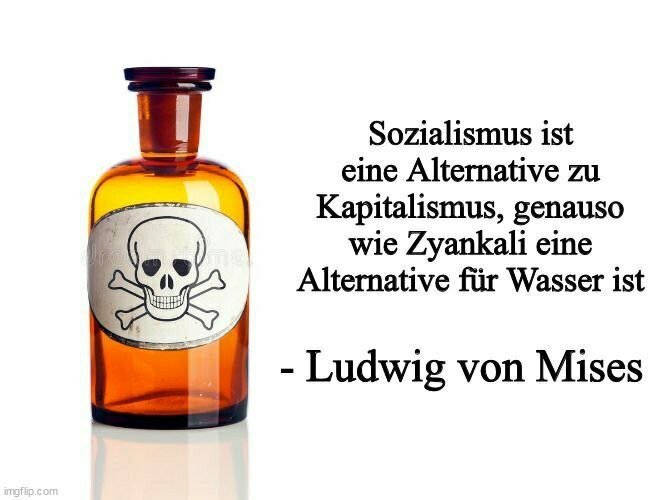 Sozialismus ist
eine Alternative zu
Kapitalismus, genauso
wie Zyankali eine
Alternative für Wasser ist
- Ludwig von Mises
imgflip.com